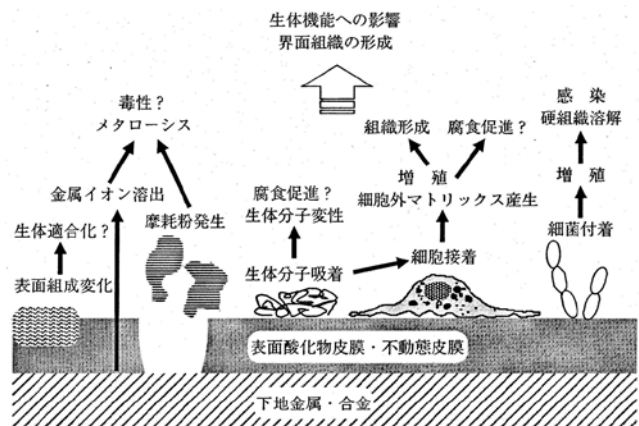 生体機能への影響
界面組織の形成
毒性？
メタローシス
金属イオン溶出
摩耗粉発生
生体適合化？
表面組成変化
腐食促進？
生体分子変性
生体分子吸着
組織形成
腐食促進？
増　殖
細胞外マトリックス産生
細胞接着
感　染
硬組織溶解
増　殖
細菌付着
表面酸化物皮膜・不動態皮膜
下地金属・合金